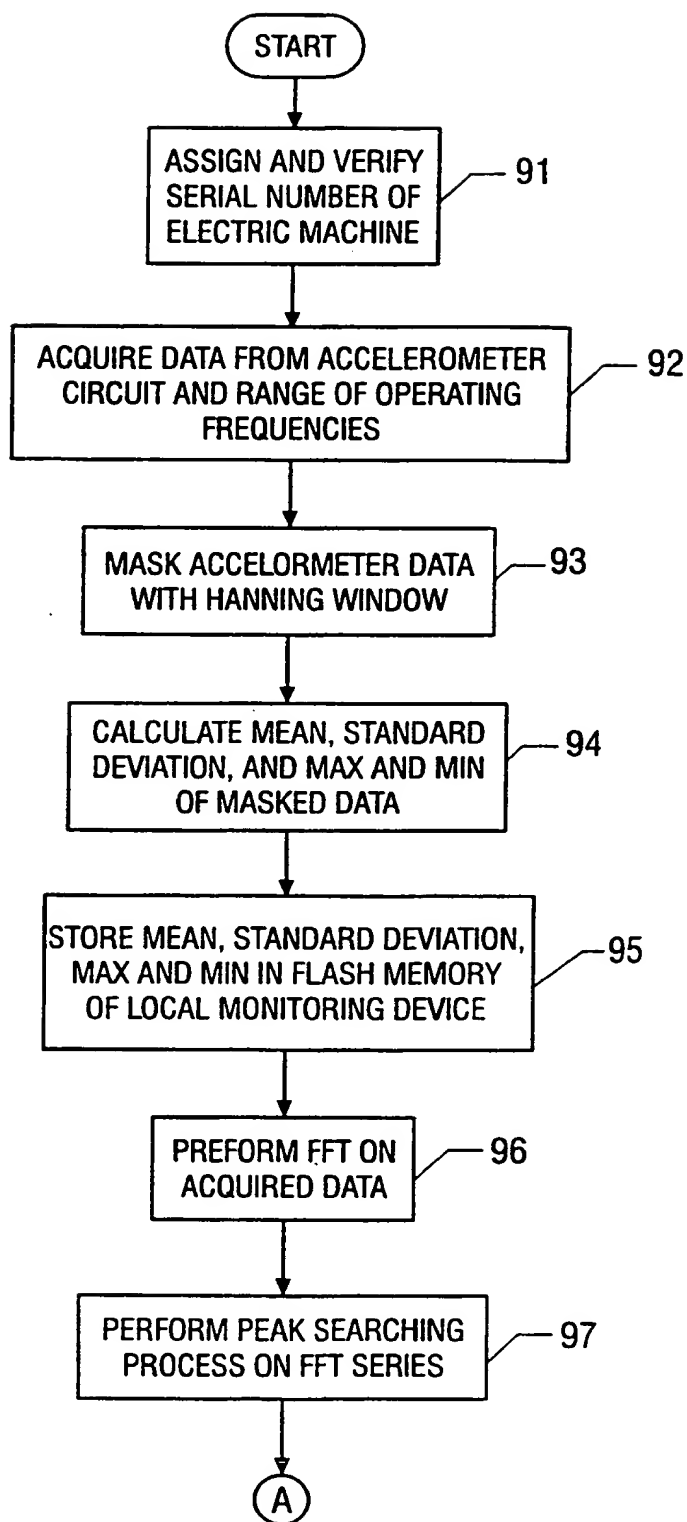 START
ASSIGN AND VERIFY
SERIAL NUMBER OF
ELECTRIC MACHINE
91
ACQUIRE DATA FROM ACCELEROMETER
CIRCUIT AND RANGE OF OPERATING
FREQUENCIES
92
MASK ACCELORMETER DATA
WITH HANNING WINDOW
93
CALCULATE MEAN, STANDARD
DEVIATION, AND MAX AND MIN
OF MASKED DATA
94
STORE MEAN, STANDARD DEVIATION,
MAX AND MIN IN FLASH MEMORY
OF LOCAL MONITORING DEVICE
95
PREFORM FFT ON
ACQUIRED DATA
96
PERFORM PEAK SEARCHING
PROCESS ON FFT SERIES
97
A